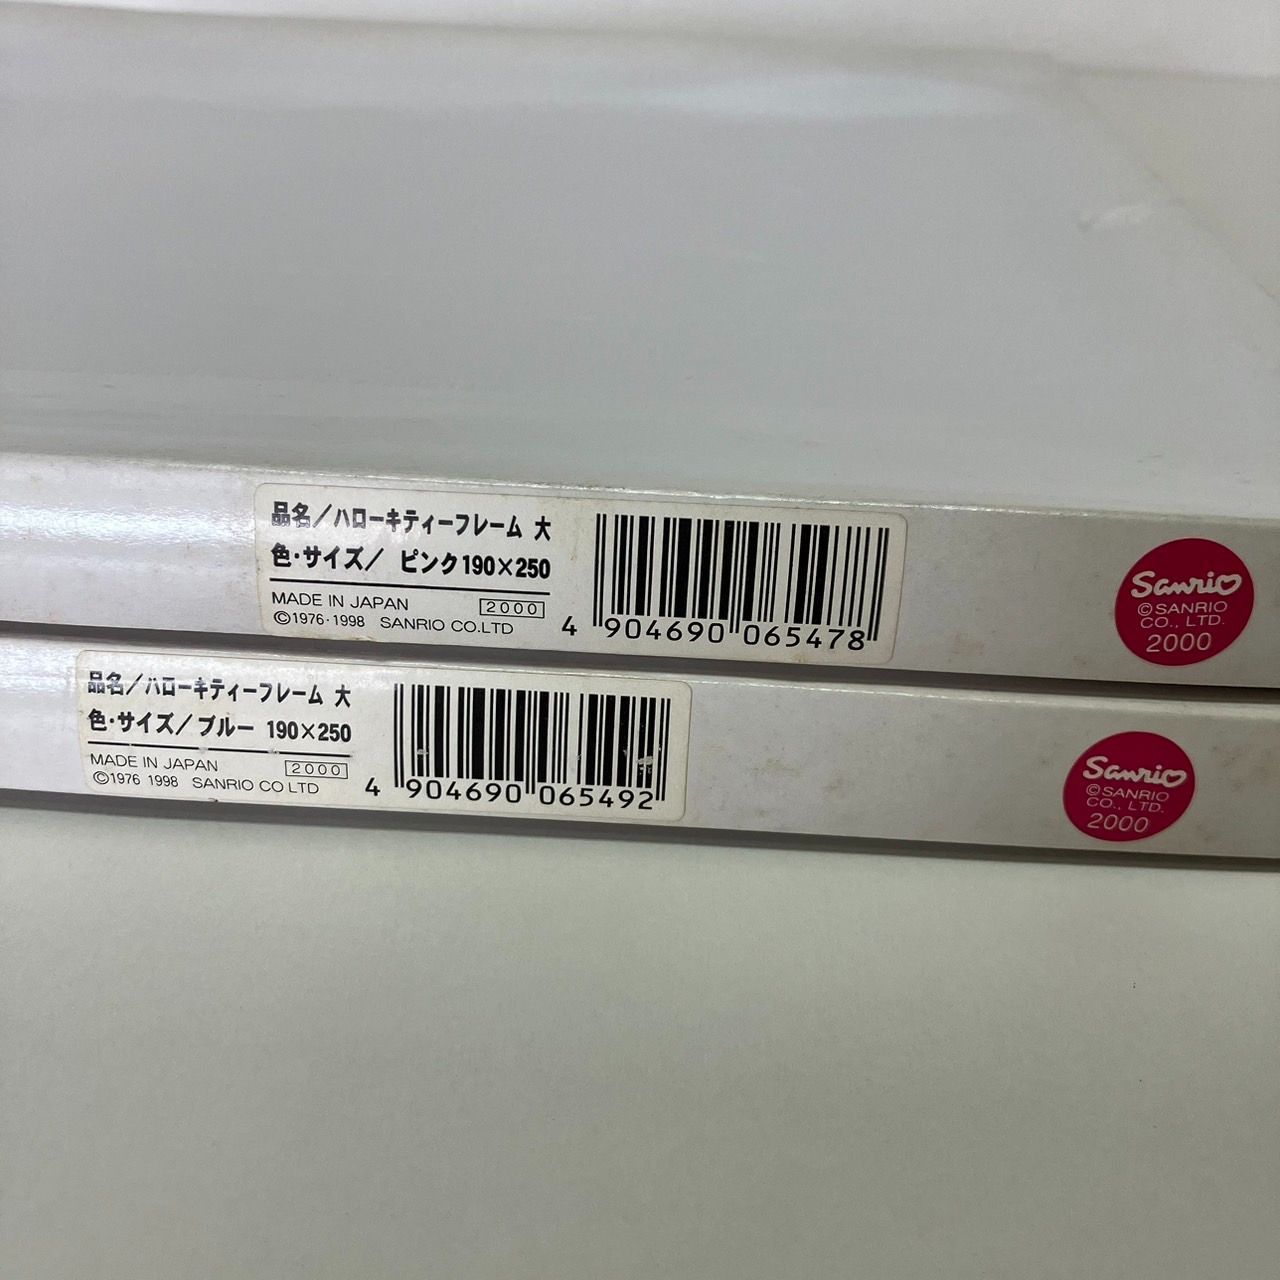 品名／ハローキティーフレーム 大
色・サイズ／ ピンク190×250
MADE IN JAPAN 2000
©1976・1998 SANRIO CO.LTD
4 904690 065478
Sanrio
©SANRIO
CO., LTD.
2000
品名／ハローキティーフレーム 大
色・サイズ／ブルー 190×250
MADE IN JAPAN 2000
©1976 1998 SANRIO CO LTD
4 904690 065492
Sanrio
©SANRIO
CO., LTD.
2000